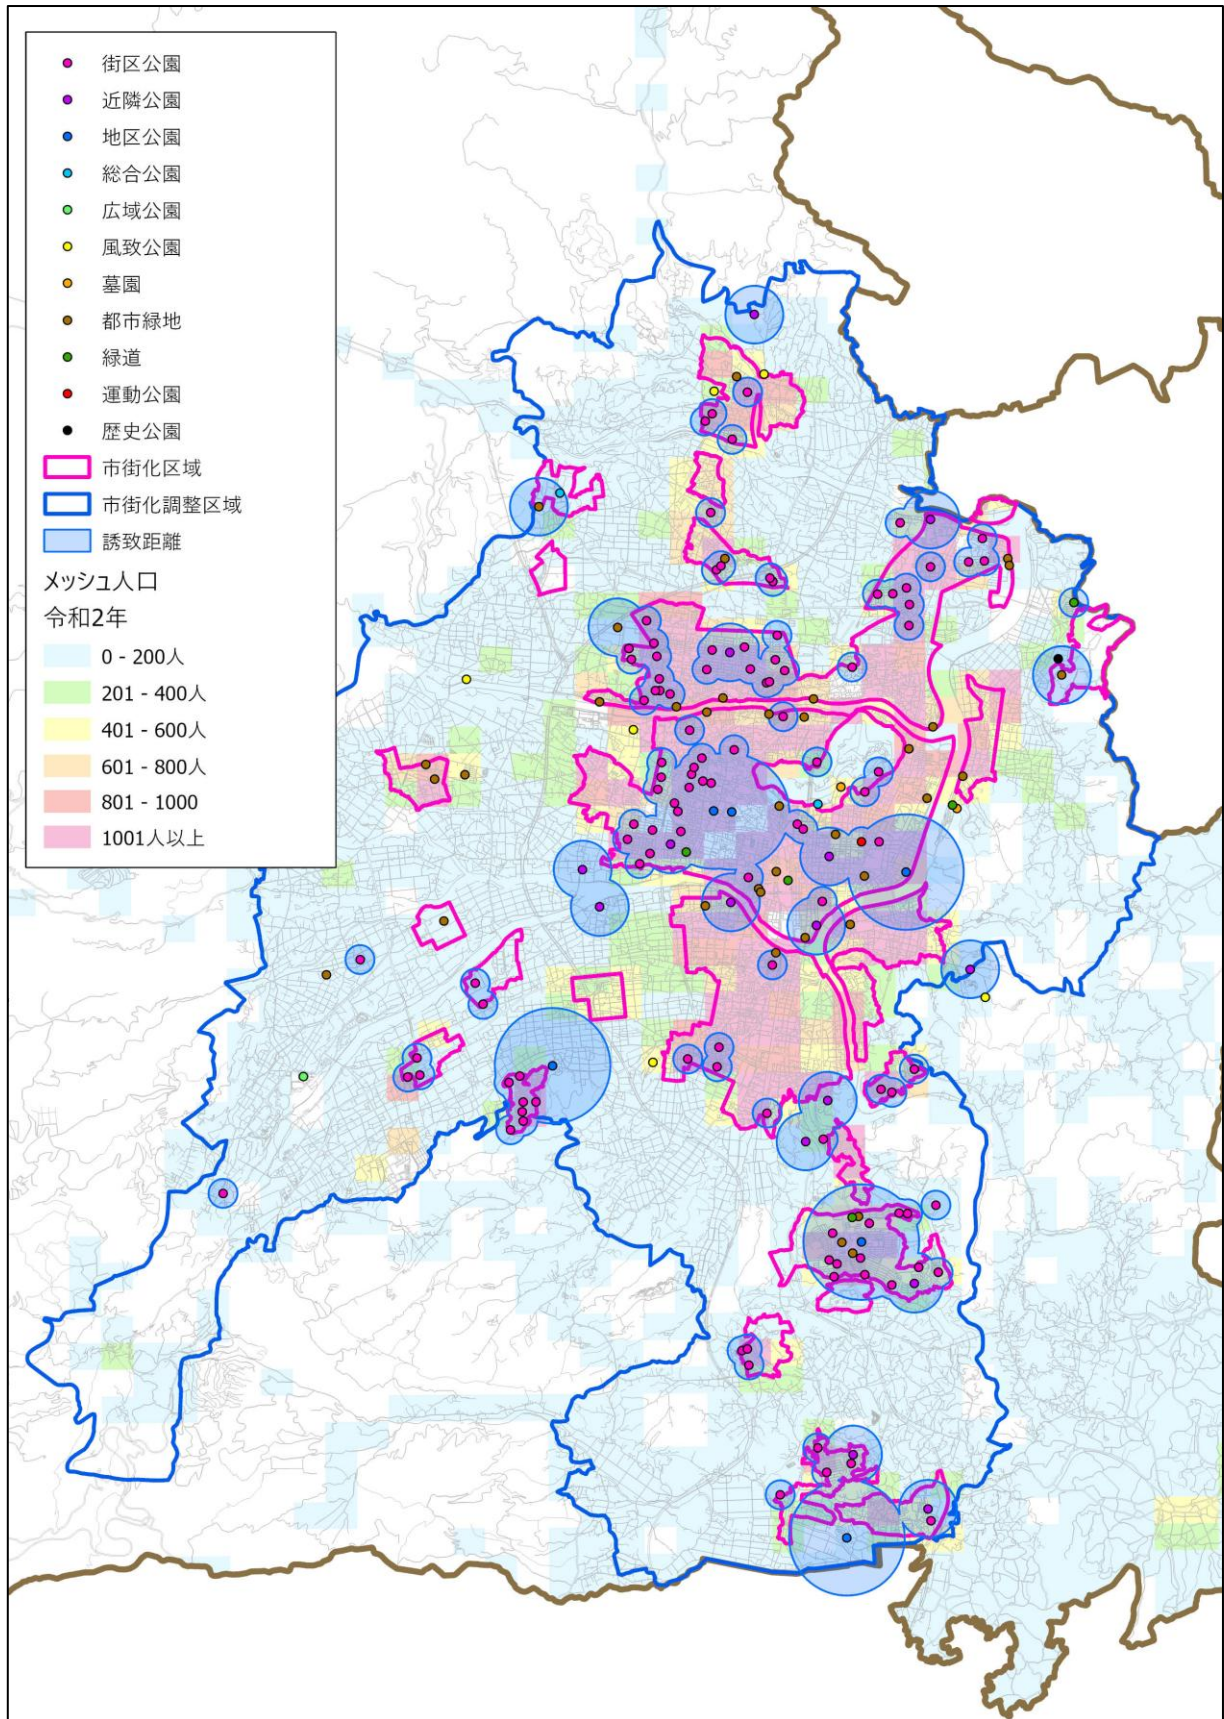 街区公園
近隣公園
地区公園
総合公園
広域公園
風致公園
墓園
都市緑地
緑道
運動公園
歴史公園
市街化区域
市街化調整区域
誘致距離
メッシュ人口
令和2年
0 - 200人
201 - 400人
401 - 600人
601 - 800人
801 - 1000
1001人以上